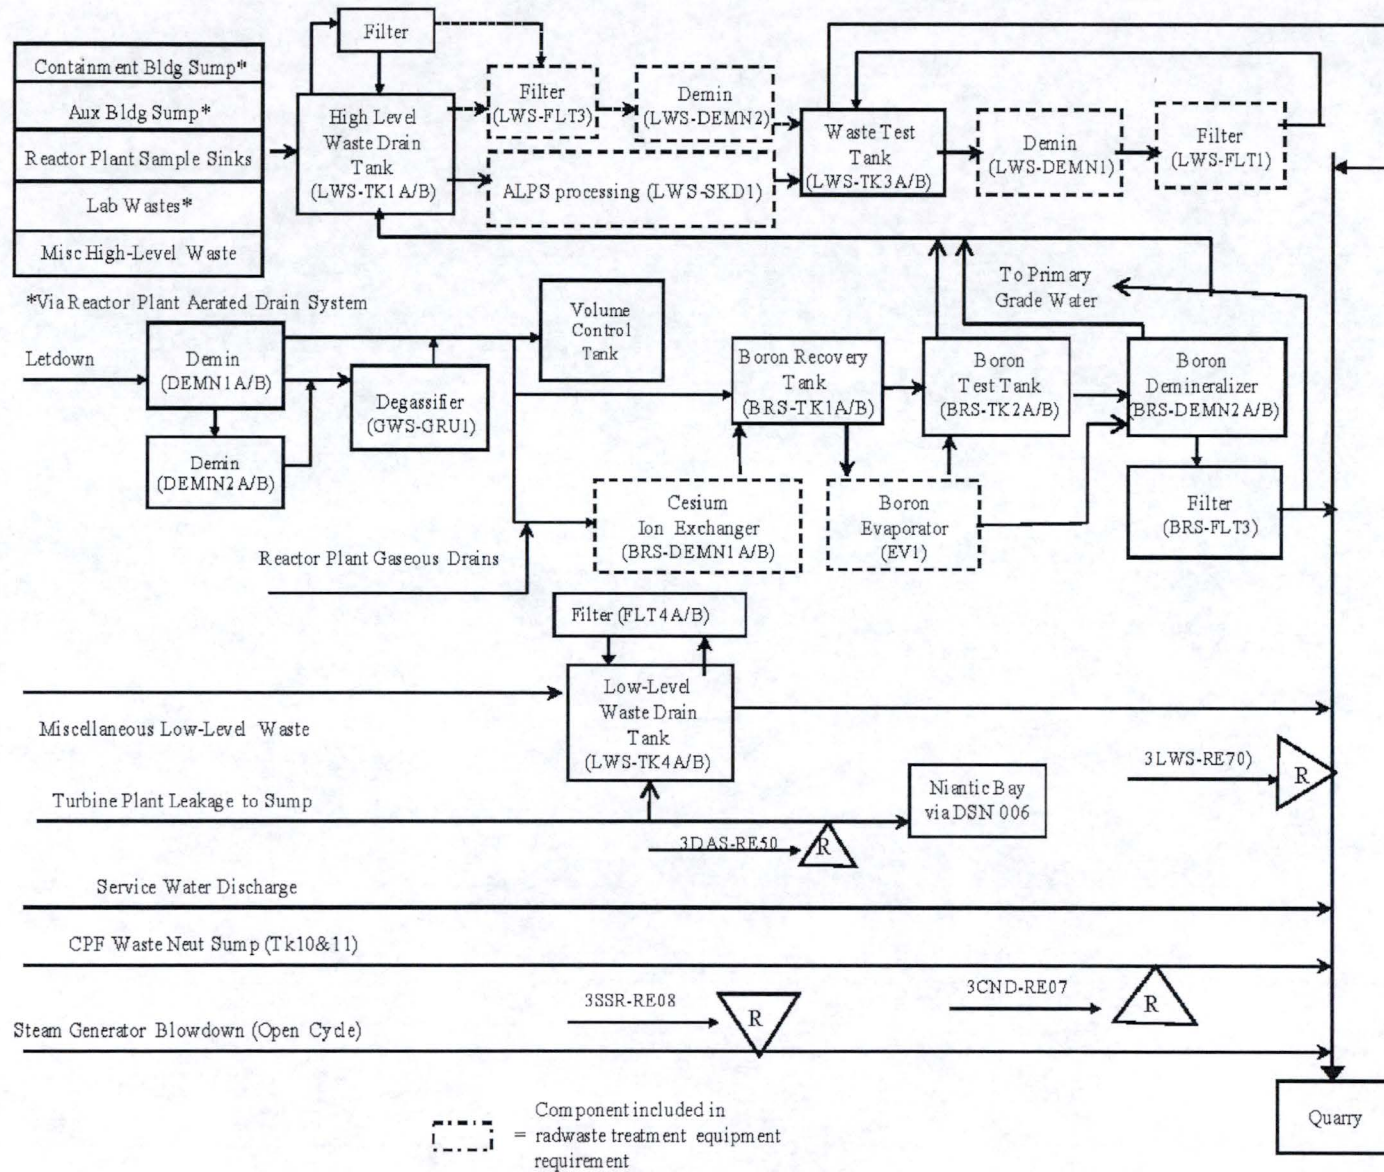 Filter
Containment Bldg Sump*
Aux Bldg Sump*
Reactor Plant Sample Sinks
Lab Wastes*
Misc High-Level Waste
*Via Reactor Plant Aerated Drain System
High Level
Waste Drain
Tank
(LWS-TK1A/B)
Filter
(LWS-FLT3)
Demin
(LWS-DEMN2)
ALPS processing (LWS-SKD1)
Waste Test
Tank
(LWS-TK3A/B)
Demin
(LWS-DEMN1)
Filter
(LWS-FLT1)
To Primary
Grade Water
Letdown
Demin
(DEMN1A/B)
Demin
(DEMIN2A/B)
Degassifier
(GWS-GRU1)
Volume
Control
Tank
Boron Recovery
Tank
(BRS-TK1A/B)
Boron
Test Tank
(BRS-TK2A/B)
Boron
Demineralizer
(BRS-DEMN2A/B)
Cesium
Ion Exchanger
(BRS-DEMN1A/B)
Boron
Evaporator
(EV1)
Filter
(BRS-FLT3)
Reactor Plant Gaseous Drains
Filter (FLT4A/B)
Low-Level
Waste Drain
Tank
(LWS-TK4A/B)
Miscellaneous Low-Level Waste
3LWS-RE70)
R
Turbine Plant Leakage to Sump
Niantic Bay
via DSN 006
3DAS-RE50
R
Service Water Discharge
CPF Waste Neut Sump (Tk10&11)
3SSR-RE08
R
3CND-RE07
R
Steam Generator Blowdown (Open Cycle)
Quarry
= Component included in
radwaste treatment equipment
requirement